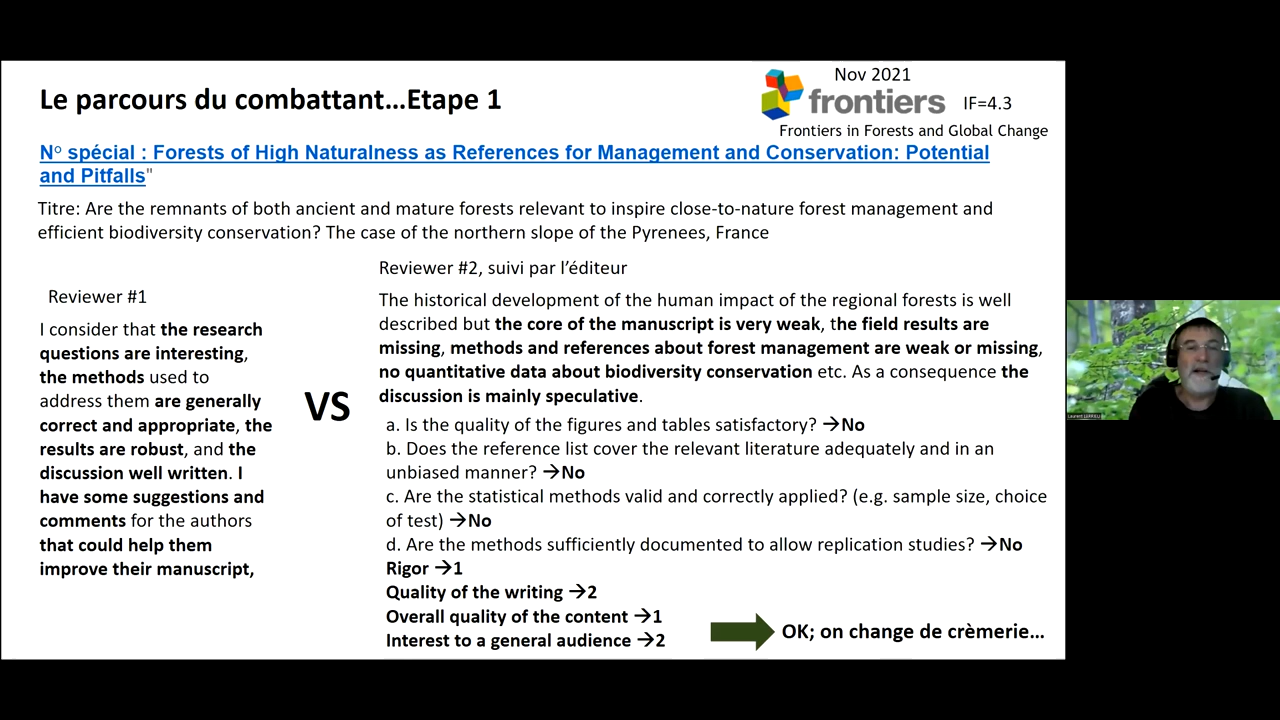 Le parcours du combattant…Etape 1
Nov 2021
frontiers
IF=4.3
Frontiers in Forests and Global Change
N° spécial : Forests of High Naturalness as References for Management and Conservation: Potential
and Pitfalls"
Titre: Are the remnants of both ancient and mature forests relevant to inspire close-to-nature forest management and
efficient biodiversity conservation? The case of the northern slope of the Pyrenees, France
Reviewer #1
I consider that the research
questions are interesting,
the methods used to
address them are generally
correct and appropriate, the
results are robust, and the
discussion well written. I
have some suggestions and
comments for the authors
that could help them
improve their manuscript,
VS
Reviewer #2, suivi par l’éditeur
The historical development of the human impact of the regional forests is well
described but the core of the manuscript is very weak, the field results are
missing, methods and references about forest management are weak or missing,
no quantitative data about biodiversity conservation etc. As a consequence the
discussion is mainly speculative.
a. Is the quality of the figures and tables satisfactory? →No
b. Does the reference list cover the relevant literature adequately and in an
unbiased manner? →No
c. Are the statistical methods valid and correctly applied? (e.g. sample size, choice
of test) →No
d. Are the methods sufficiently documented to allow replication studies? →No
Rigor →1
Quality of the writing →2
Overall quality of the content →1
Interest to a general audience →2
OK; on change de crèmerie…